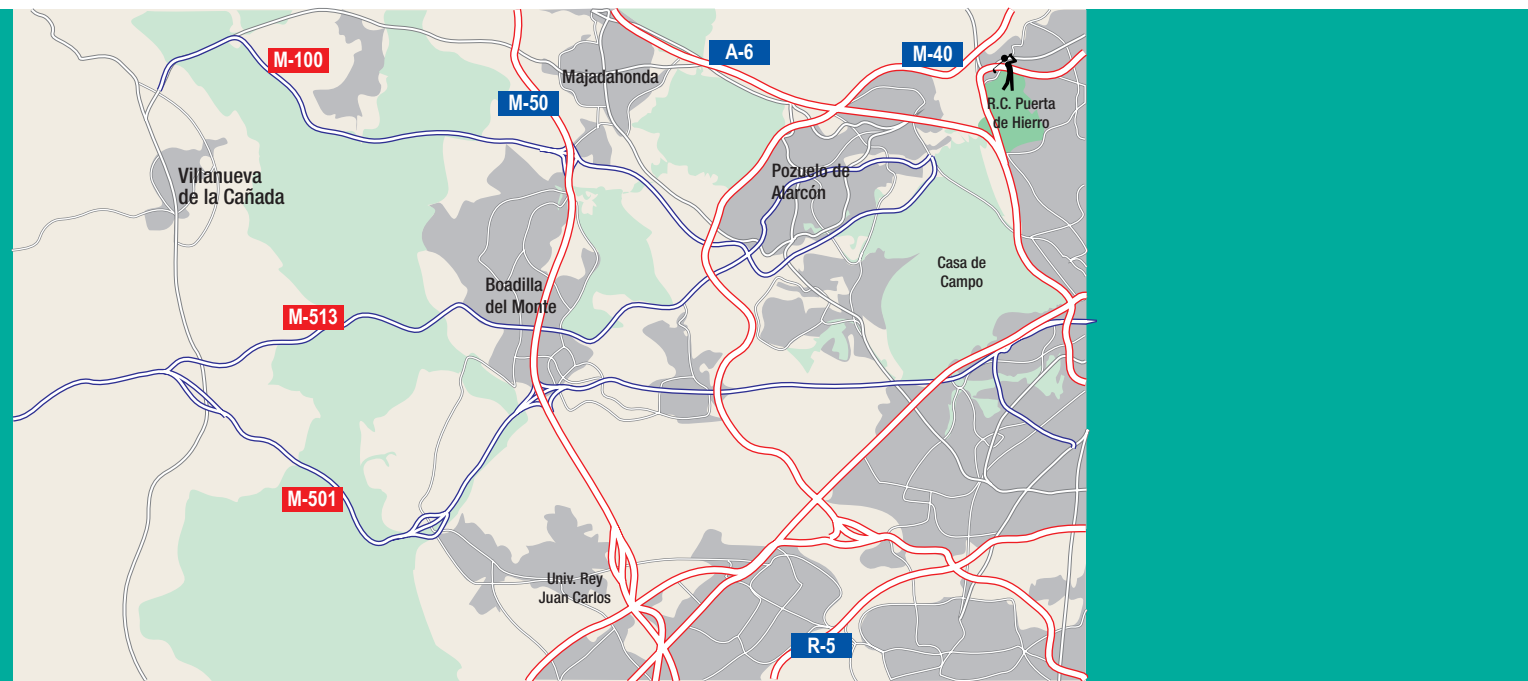 A-6
M-40
M-100
Majadahonda
M-50
R.C. Puerta
de Hierro
Villanueva
de la Cañada
Pozuelo de
Alarcón
Casa de
Campo
Boadilla
del Monte
M-513
M-501
Univ. Rey
Juan Carlos
R-5